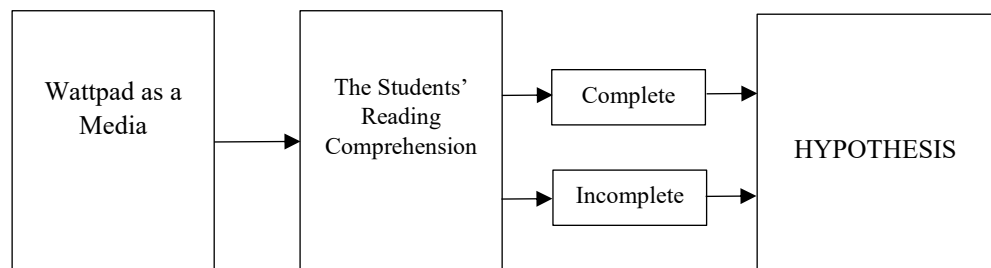 Wattpad as a
Media
The Students’
Reading
Comprehension
Complete
Incomplete
HYPOTHESIS